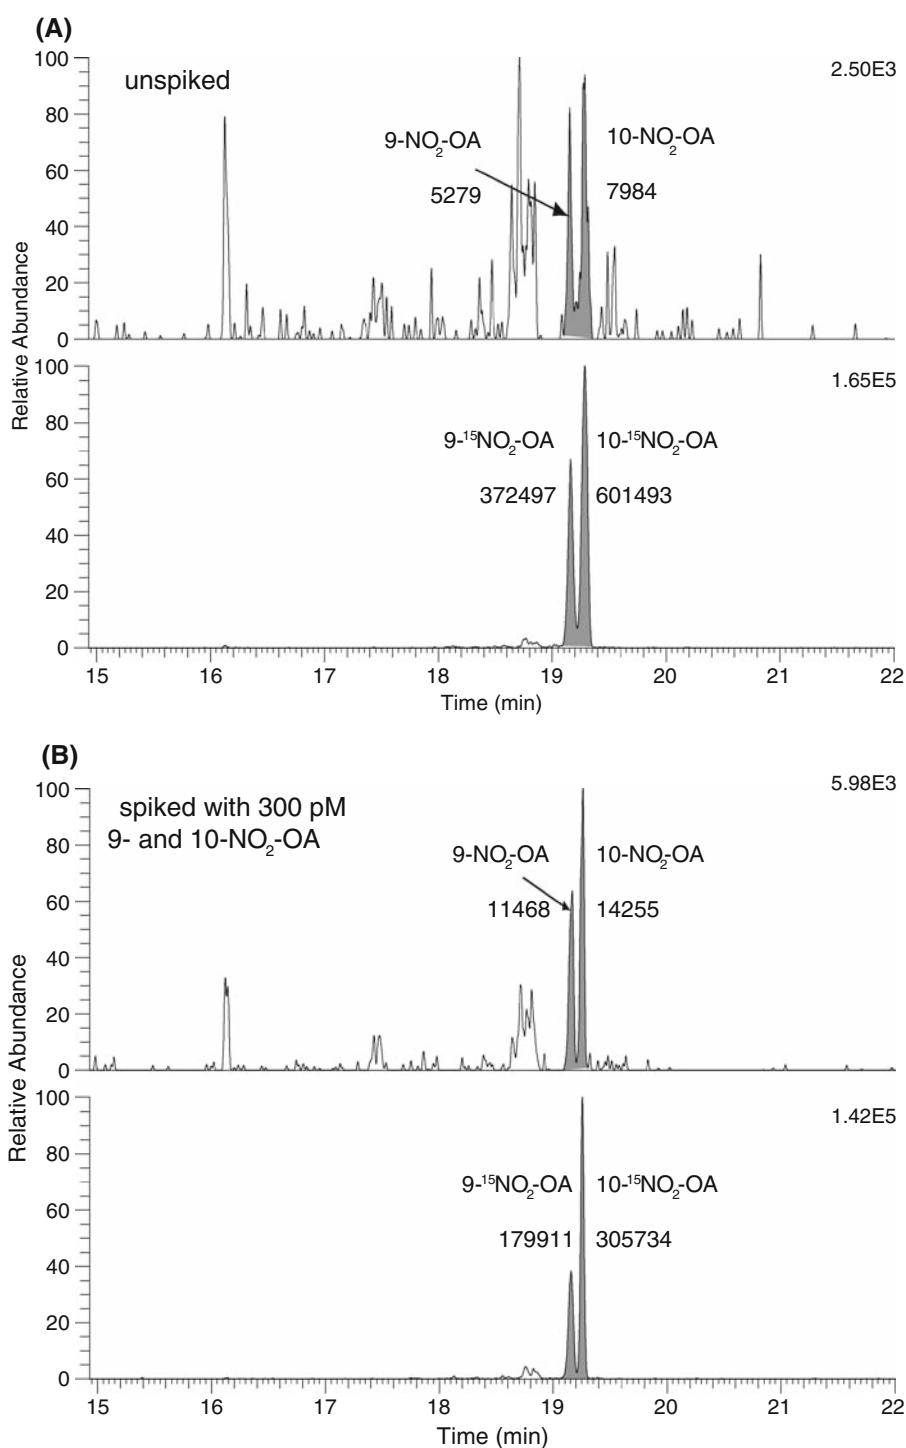 (A)
unspiked
2.50E3
9-NO₂-OA
10-NO₂-OA
5279
7984
100
80
60
40
20
0
Relative Abundance
1.65E5
9-¹⁵NO₂-OA
10-¹⁵NO₂-OA
372497
601493
100
80
60
40
20
0
15 16 17 18 19 20 21 22
Time (min)
(B)
spiked with 300 pM
9- and 10-NO₂-OA
5.98E3
9-NO₂-OA
10-NO₂-OA
11468
14255
100
80
60
40
20
0
Relative Abundance
1.42E5
9-¹⁵NO₂-OA
10-¹⁵NO₂-OA
179911
305734
100
80
60
40
20
0
15 16 17 18 19 20 21 22
Time (min)